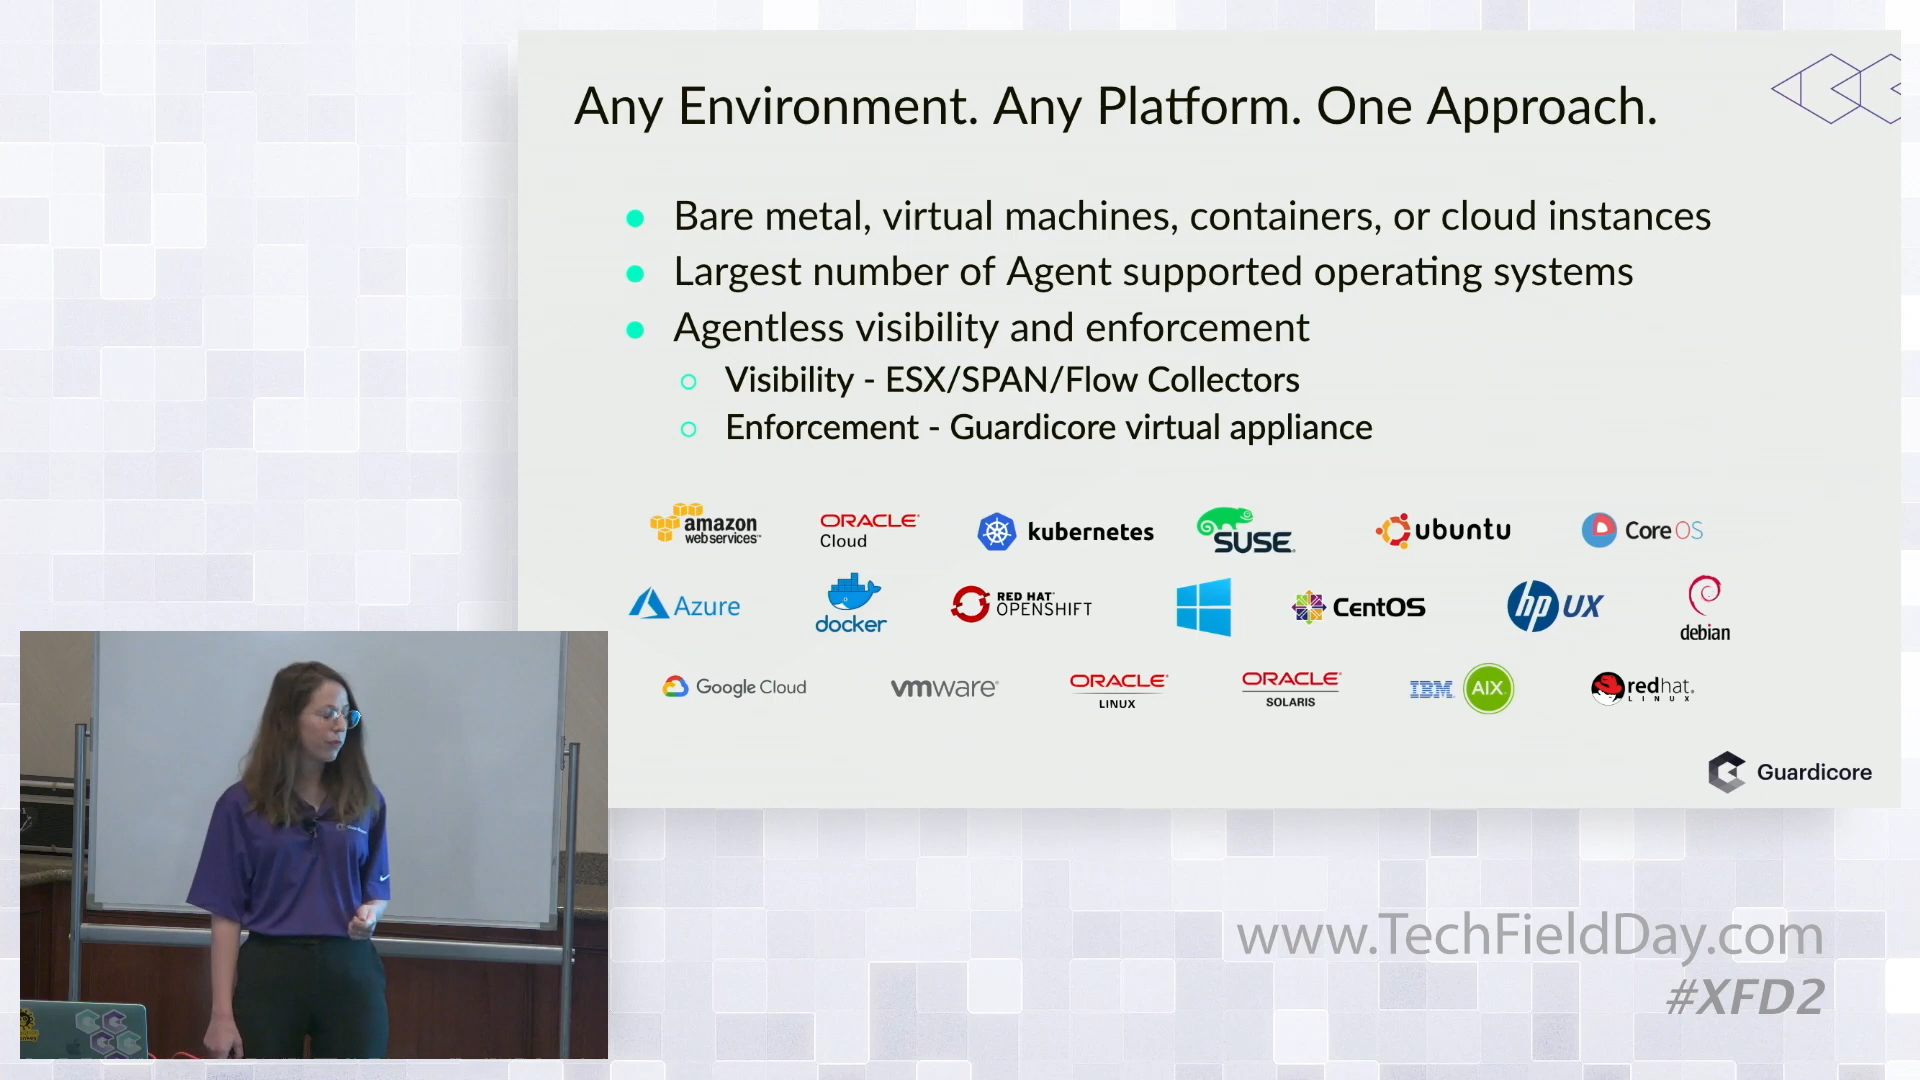 Any Environment. Any Platform. One Approach.
Bare metal, virtual machines, containers, or cloud instances
Largest number of Agent supported operating systems
Agentless visibility and enforcement
Visibility - ESX/SPAN/Flow Collectors
Enforcement - Guardicore virtual appliance
amazon
web services™
ORACLE®
Cloud
kubernetes
SUSE
ubuntu
CoreOS
Azure
docker
RED HAT®
OPENSHIFT
CentOS
hp UX
debian
Google Cloud
vmware®
ORACLE®
LINUX
ORACLE®
SOLARIS
IBM AIX
redhat.
LINUX
Guardicore
www.TechFieldDay.com
#XFD2